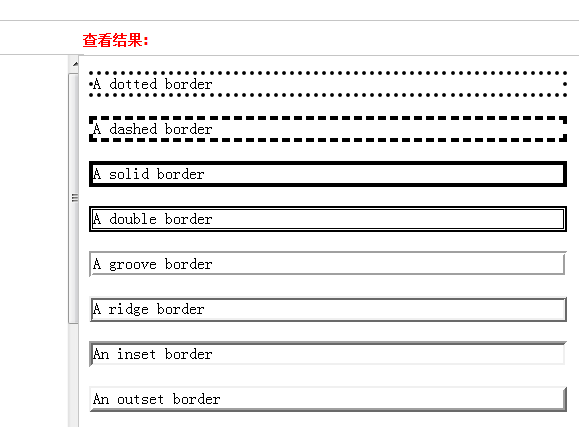 查看结果:
A dotted border
A dashed border
A solid border
A double border
A groove border
A ridge border
An inset border
An outset border